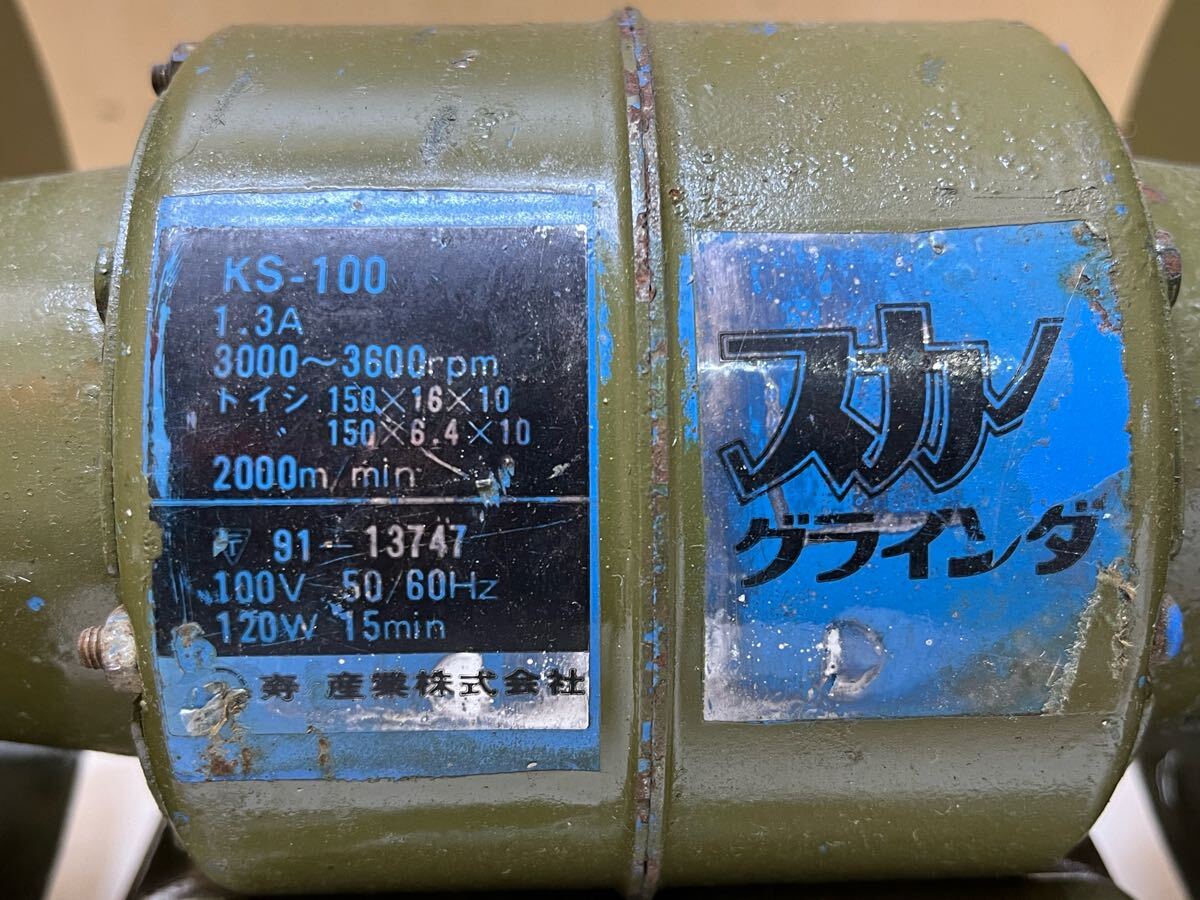 KS-100
1.3A
3000～3600rpm
トイシ 150×16×10
〃 150×6.4×10
2000m/min
〒 91-13747
100V 50/60Hz
120W 15min
寿産業株式会社
スカイ
グラインダ